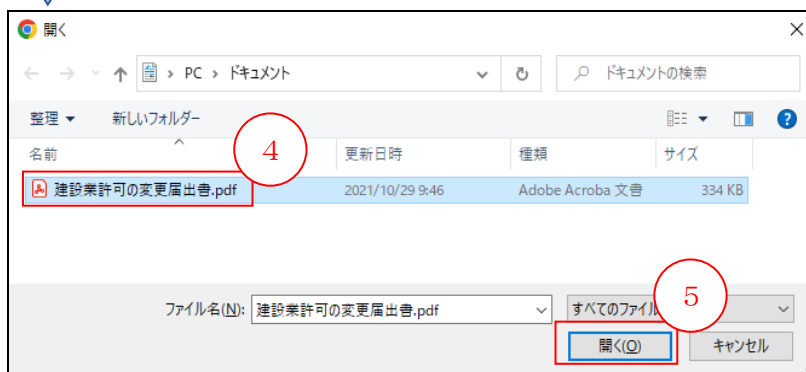 開く
PC › ドキュメント
ドキュメントの検索
整理 新しいフォルダー
名前 更新日時 種類 サイズ
4
建設業許可の変更届出書.pdf 2021/10/29 9:46 Adobe Acroba 文書 334 KB
5
ファイル名(N): 建設業許可の変更届出書.pdf すべてのファイル
開く(O) キャンセル